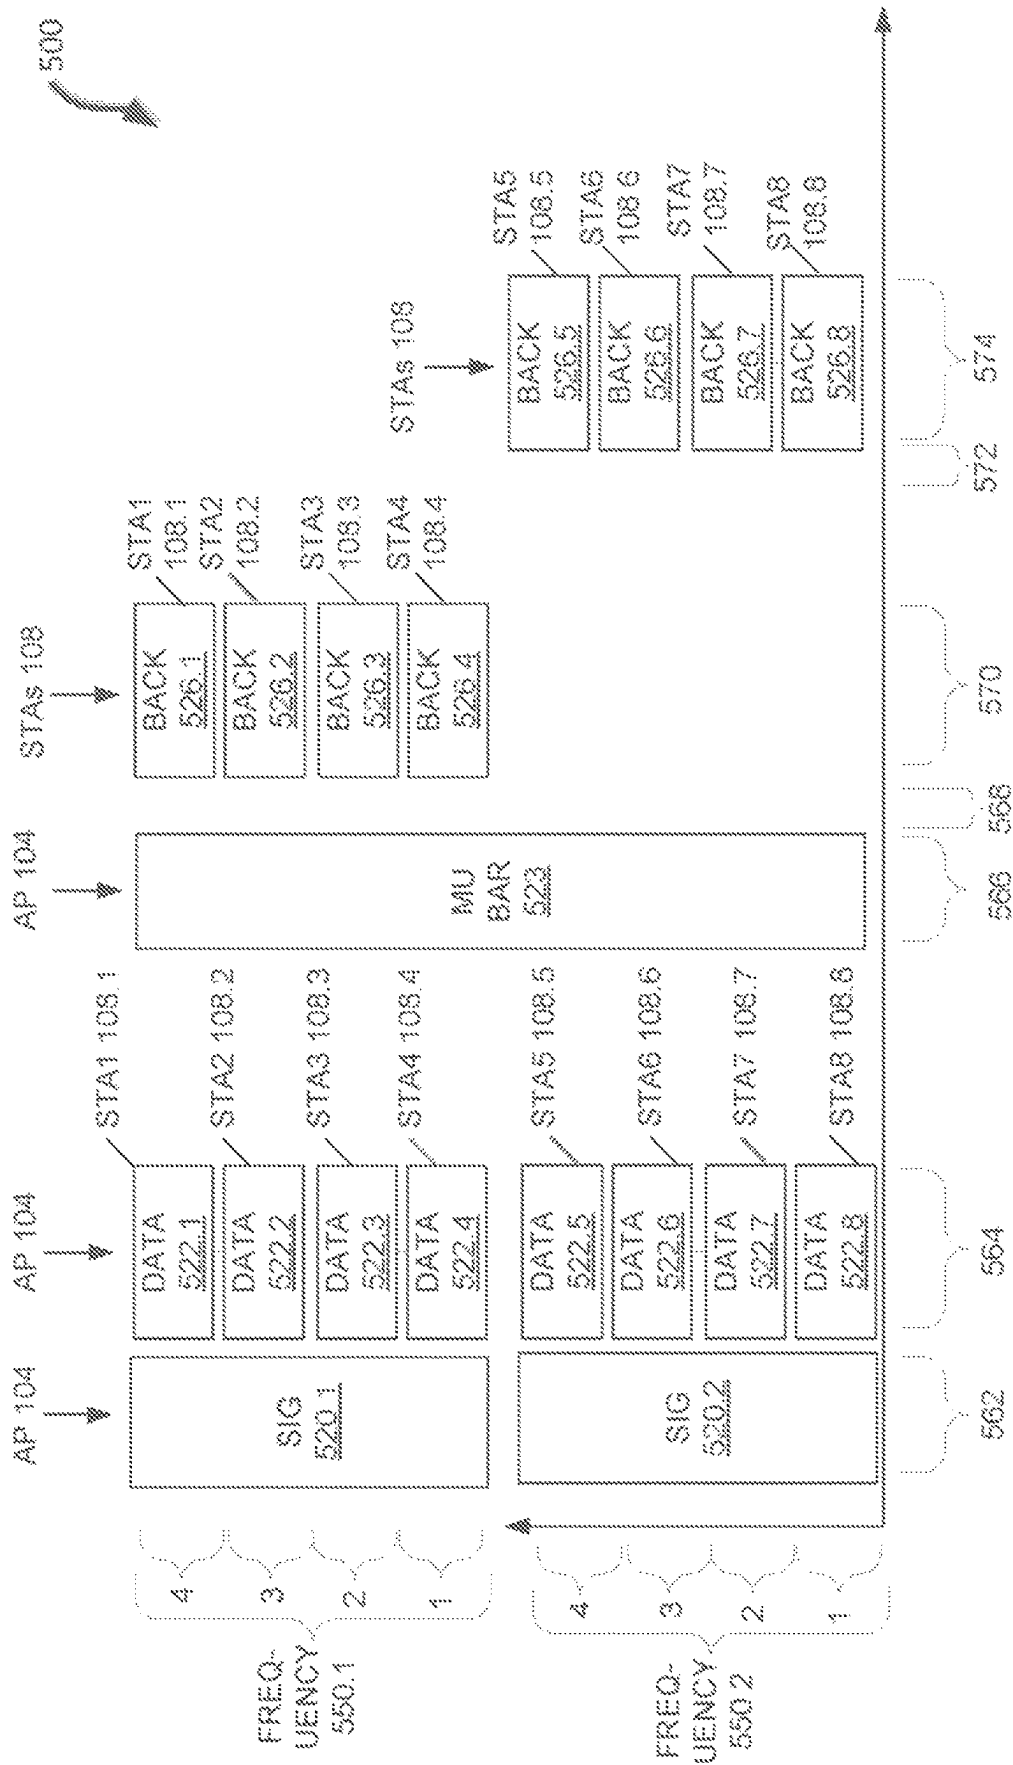 500
AP 104
AP 104
AP 104
STAs 108
STAs 108
FREQ-
UENCY
550.1
4
3
2
1
SIG
520.1
DATA
522.1
STA1 108.1
DATA
522.2
STA2 108.2
DATA
522.3
STA3 108.3
DATA
522.4
STA4 108.4
MU
BAR
523
BACK
526.1
STA1
108.1
BACK
526.2
STA2
108.2
BACK
526.3
STA3
108.3
BACK
526.4
STA4
108.4
FREQ-
UENCY
550.2
4
3
2
1
SIG
520.2
DATA
522.5
STA5 108.5
DATA
522.6
STA6 108.6
DATA
522.7
STA7 108.7
DATA
522.8
STA8 108.8
BACK
526.5
STA5
108.5
BACK
526.6
STA6
108 6
BACK
526.7
STA7
108.7
BACK
526.8
STA8
108.8
562
564
566
568
570
572
574